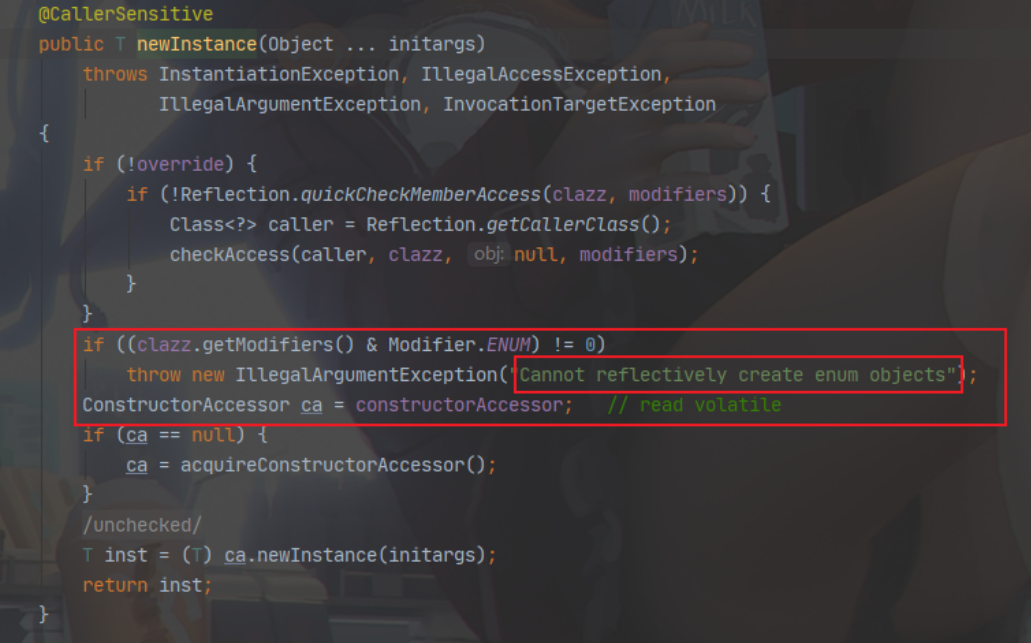 @CallerSensitive
public T newInstance(Object ... initargs)
throws InstantiationException, IllegalAccessException,
IllegalArgumentException, InvocationTargetException
{
if (!override) {
if (!Reflection.quickCheckMemberAccess(clazz, modifiers)) {
Class<?> caller = Reflection.getCallerClass();
checkAccess(caller, clazz, obj: null, modifiers);
}
}
if ((clazz.getModifiers() & Modifier.ENUM) != 0)
throw new IllegalArgumentException("Cannot reflectively create enum objects");
ConstructorAccessor ca = constructorAccessor; // read volatile
if (ca == null) {
ca = acquireConstructorAccessor();
}
/unchecked/
T inst = (T) ca.newInstance(initargs);
return inst;
}